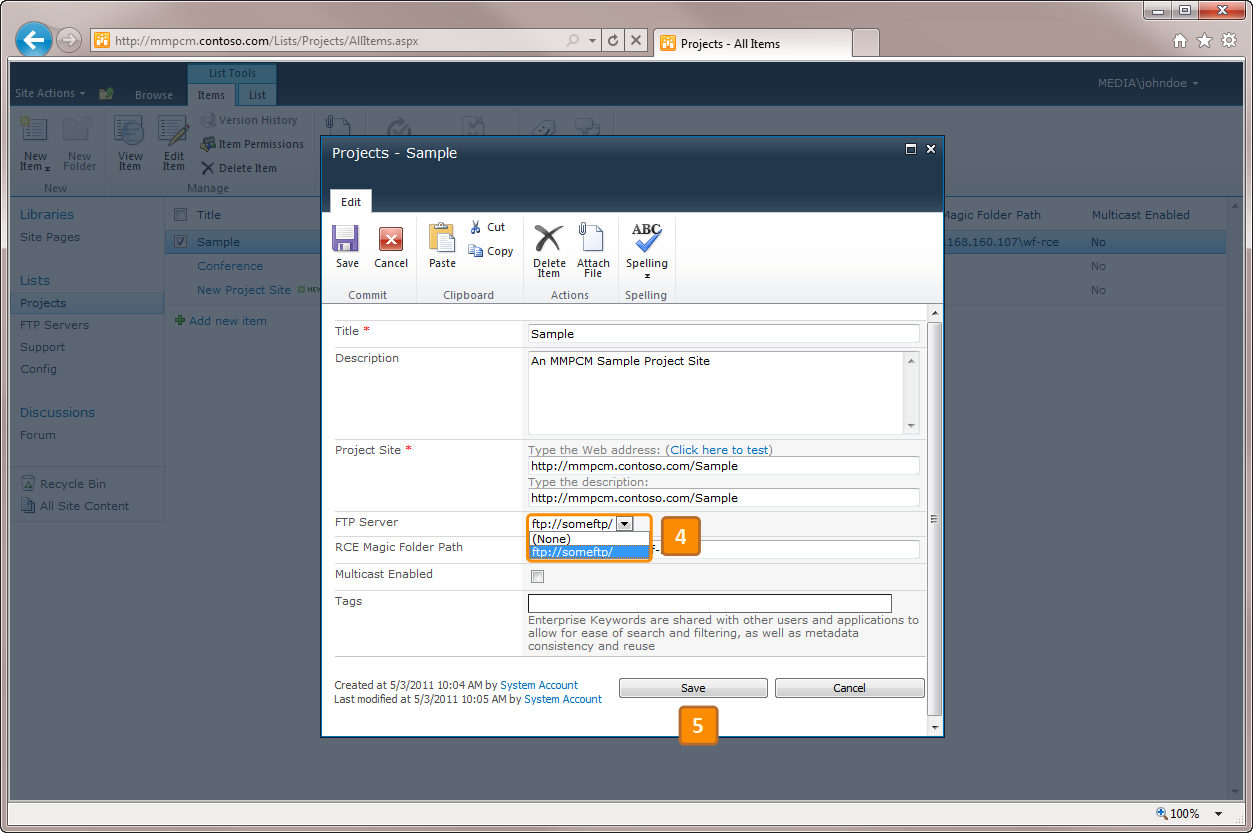 http://mmpcm.contoso.com/Lists/Projects/AllItems.aspx
Projects - All Items
List Tools
MEDIA\johndoe
Site Actions
Browse
Items
List
New Item
New Folder
View Item
Edit Item
Version History
Item Permissions
Delete Item
New
Manage
Libraries
Site Pages
Lists
Projects
FTP Servers
Support
Config
Discussions
Forum
Recycle Bin
All Site Content
Title
Magic Folder Path
Multicast Enabled
Sample
.168.160.107\wf-rce
No
Conference
No
New Project Site
NEW
No
Add new item
Projects - Sample
Edit
Save
Cancel
Paste
Cut
Copy
Delete Item
Attach File
ABC
Spelling
Commit
Clipboard
Actions
Spelling
Title *
Sample
Description
An MMPCM Sample Project Site
Project Site *
Type the Web address: (Click here to test)
http://mmpcm.contoso.com/Sample
Type the description:
http://mmpcm.contoso.com/Sample
FTP Server
ftp://someftp/
(None)
ftp://someftp/
4
RCE Magic Folder Path
Multicast Enabled
Tags
Enterprise Keywords are shared with other users and applications to
allow for ease of search and filtering, as well as metadata
consistency and reuse
Created at 5/3/2011 10:04 AM by System Account
Last modified at 5/3/2011 10:05 AM by System Account
Save
Cancel
5
100%